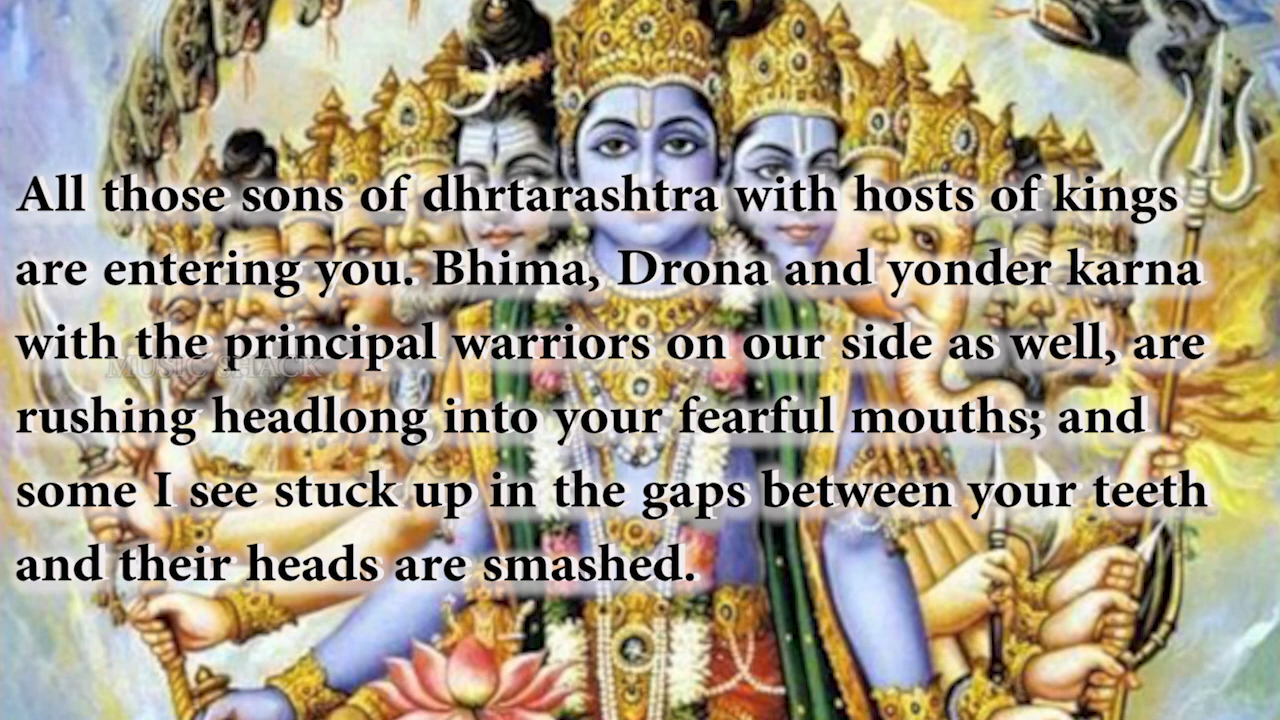 All those sons of dhrtarashtra with hosts of kings
are entering you. Bhima, Drona and yonder karna
with the principal warriors on our side as well, are
MUSIC SHACK
rushing headlong into your fearful mouths; and
some I see stuck up in the gaps between your teeth
and their heads are smashed.